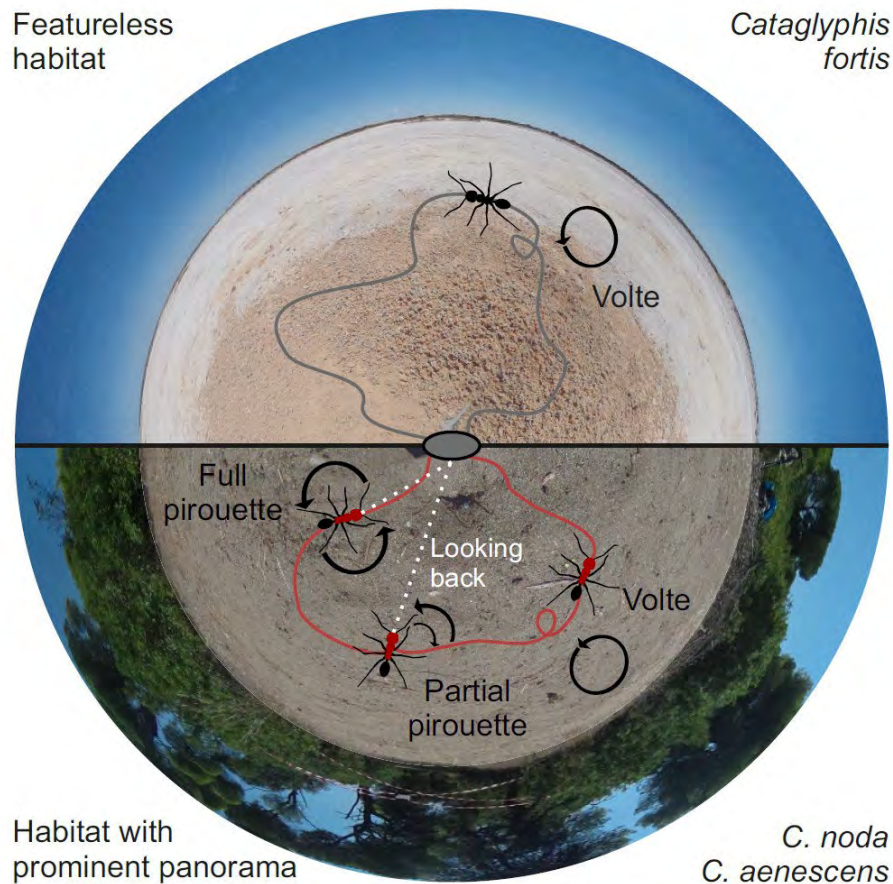 Featureless
habitat
Cataglyphis
fortis
Volte
Full
pirouette
Looking
back
Volte
Partial
pirouette
Habitat with
prominent panorama
C. noda
C. aenescens